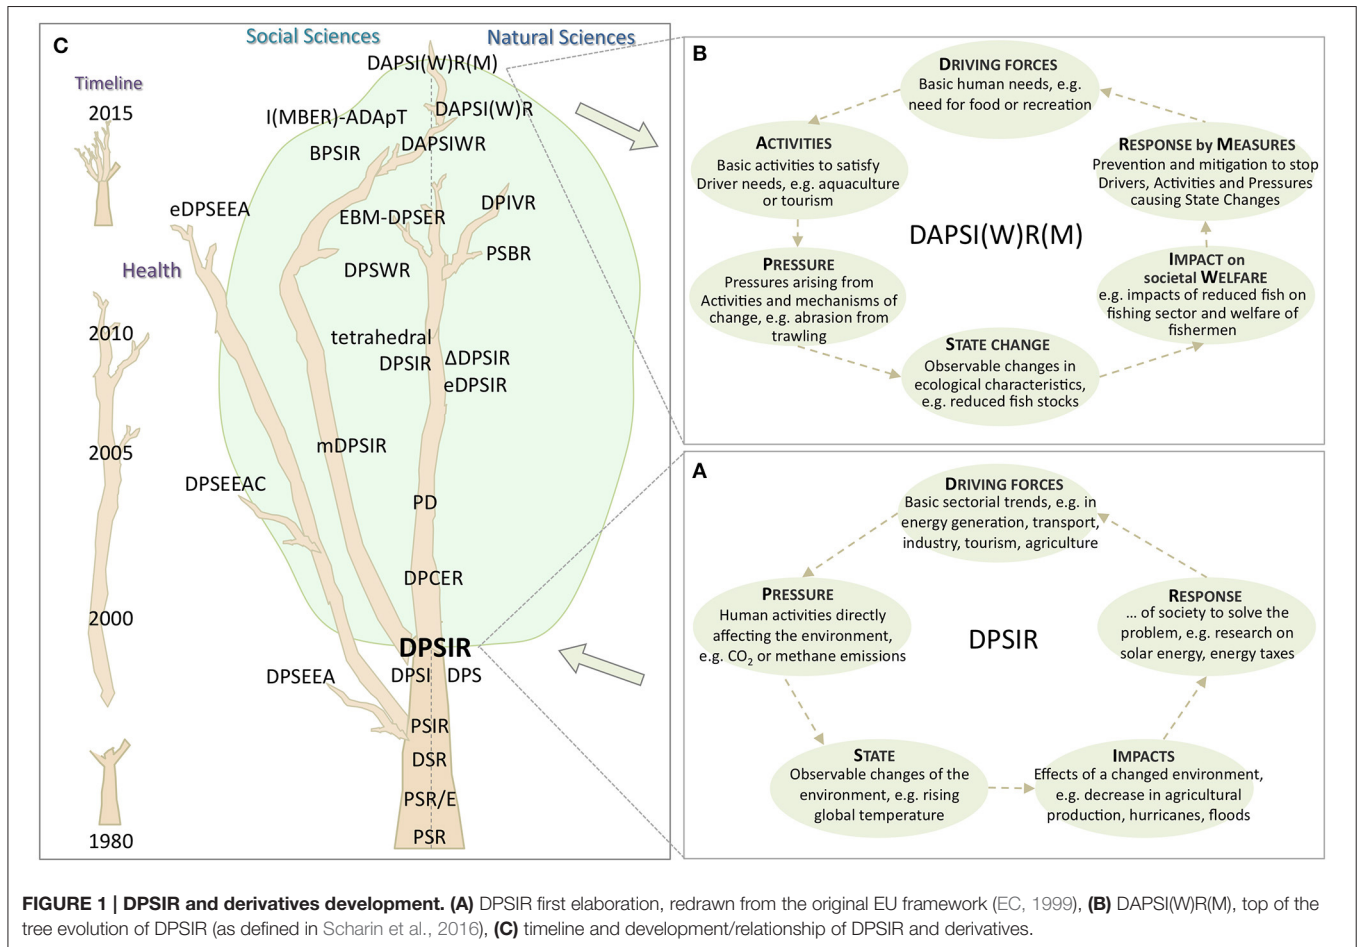 C
Social Sciences
Natural Sciences
DAPSI(W)R(M)
Timeline
2015
I(MBER)-ADApT
DAPSI(W)R
BPSIR
DAPSIWR
eDPSEEA
EBM-DPSER
DPIVR
Health
DPSWR
PSBR
2010
tetrahedral
DPSIR
ΔDPSIR
eDPSIR
2005
mDPSIR
DPSEEAC
PD
DPCER
2000
DPSIR
DPSEEA
DPSI
DPS
PSIR
DSR
PSR/E
1980
PSR
B
DRIVING FORCES
Basic human needs, e.g.
need for food or recreation
ACTIVITIES
Basic activities to satisfy
Driver needs, e.g. aquaculture
or tourism
RESPONSE by MEASURES
Prevention and mitigation to stop
Drivers, Activities and Pressures
causing State Changes
DAPSI(W)R(M)
PRESSURE
Pressures arising from
Activities and mechanisms of
change, e.g. abrasion from
trawling
IMPACT on
societal WELFARE
e.g. impacts of reduced fish on
fishing sector and welfare of
fishermen
STATE CHANGE
Observable changes in
ecological characteristics,
e.g. reduced fish stocks
A
DRIVING FORCES
Basic sectorial trends, e.g. in
energy generation, transport,
industry, tourism, agriculture
PRESSURE
Human activities directly
affecting the environment,
e.g. CO₂ or methane emissions
DPSIR
RESPONSE
... of society to solve the
problem, e.g. research on
solar energy, energy taxes
STATE
Observable changes of the
environment, e.g. rising
global temperature
IMPACTS
Effects of a changed environment,
e.g. decrease in agricultural
production, hurricanes, floods
FIGURE 1 | DPSIR and derivatives development. (A) DPSIR first elaboration, redrawn from the original EU framework (EC, 1999), (B) DAPSI(W)R(M), top of the
tree evolution of DPSIR (as defined in Scharin et al., 2016), (C) timeline and development/relationship of DPSIR and derivatives.